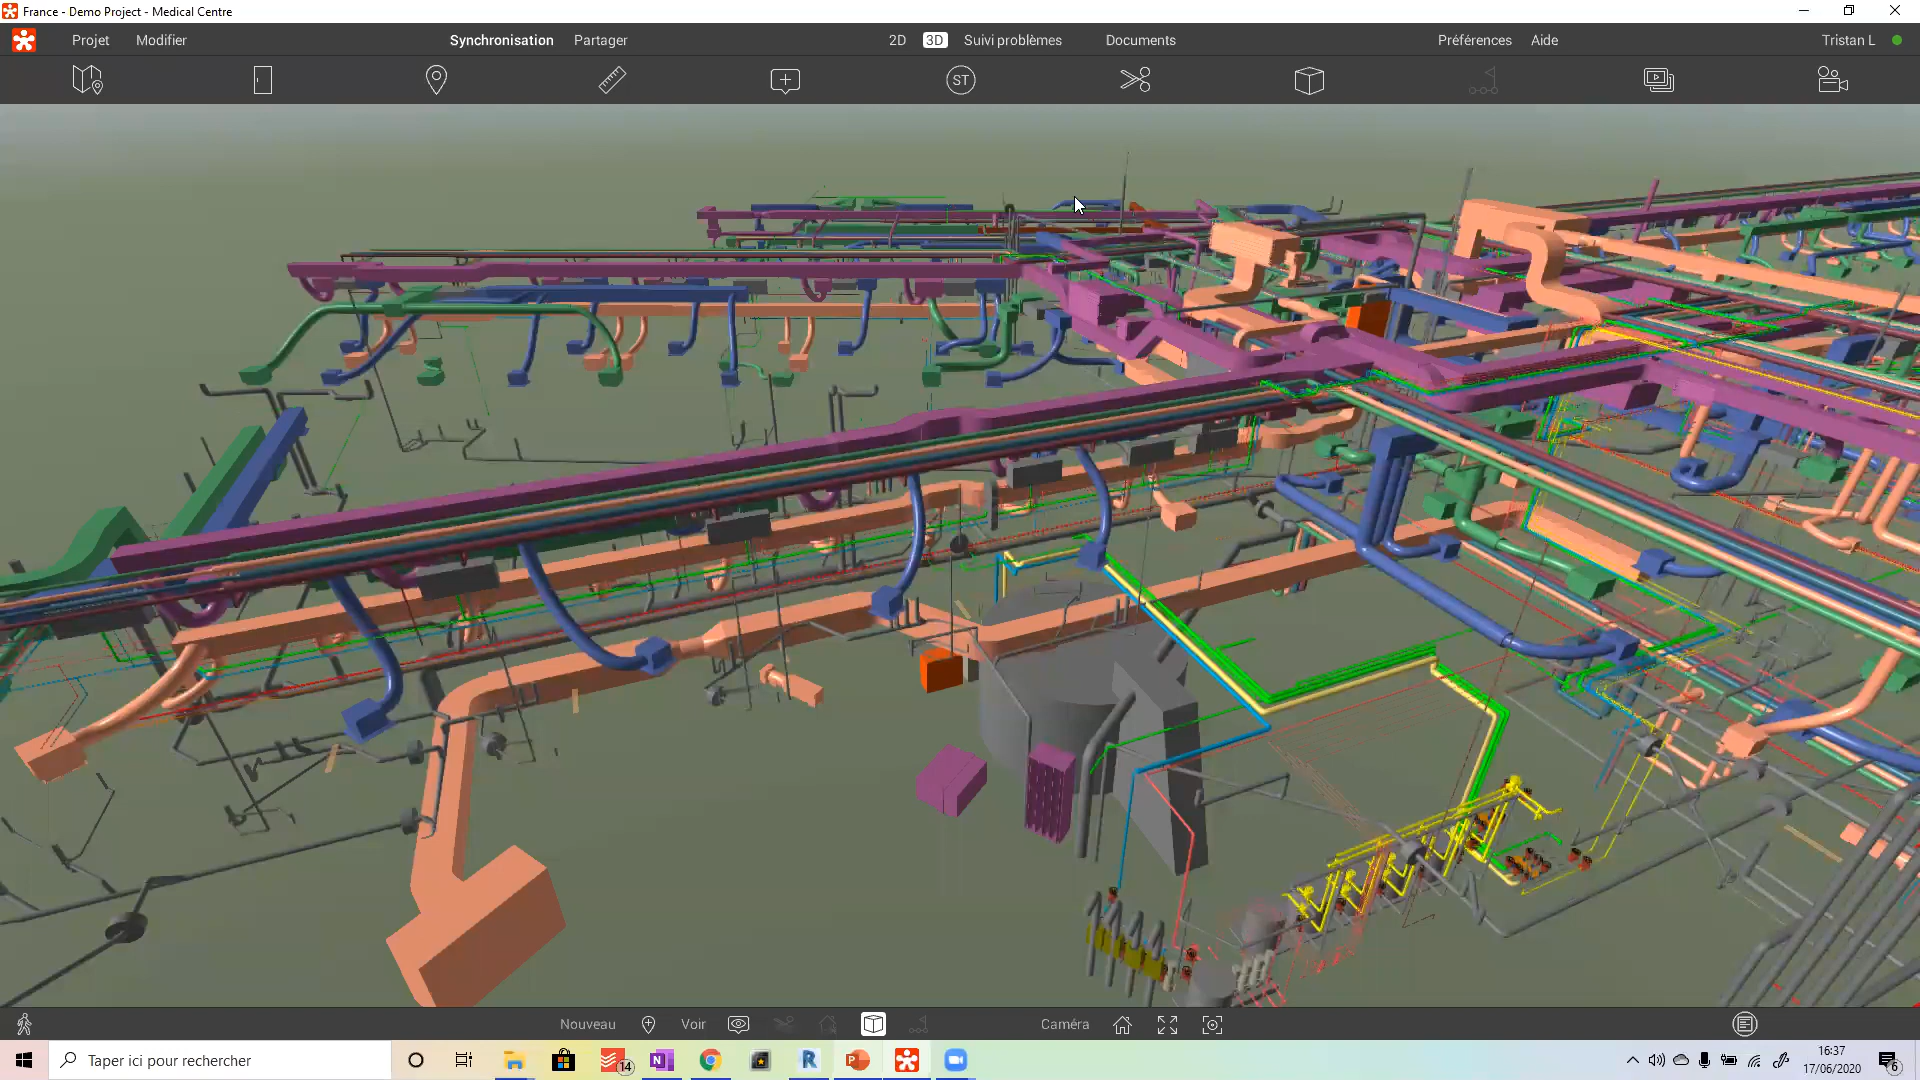 France - Demo Project - Medical Centre
Projet Modifier Synchronisation Partager 2D 3D Suivi problèmes Documents Préférences Aide Tristan L
ST
Nouveau Voir Caméra
Taper ici pour rechercher
14
N
R
P
16:37
17/06/2020
6